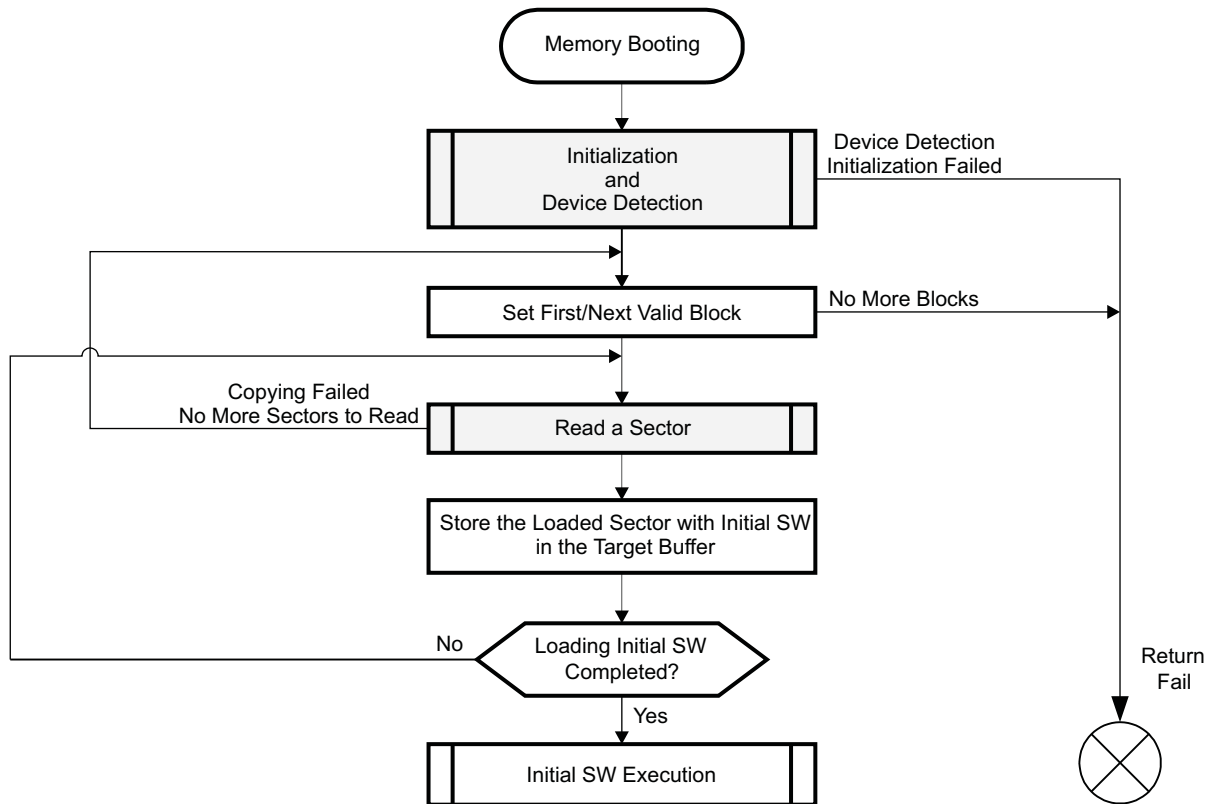 Memory Booting
Initialization
and
Device Detection
Device Detection
Initialization Failed
Set First/Next Valid Block
No More Blocks
Copying Failed
No More Sectors to Read
Read a Sector
Store the Loaded Sector with Initial SW
in the Target Buffer
No
Loading Initial SW
Completed?
Return
Fail
Yes
Initial SW Execution